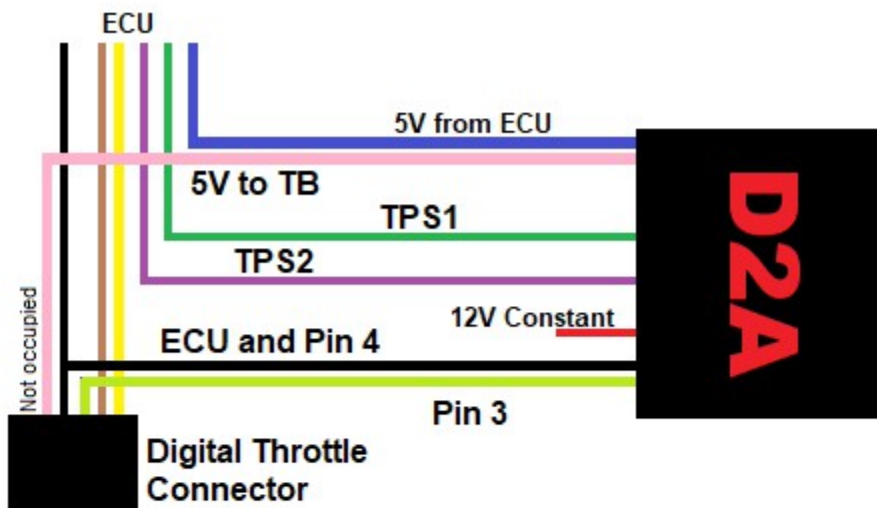 ECU
5V from ECU
5V to TB
TPS1
TPS2
12V Constant
ECU and Pin 4
Not occupied
Pin 3
Digital Throttle
Connector
D2A